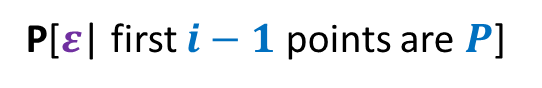 P[ε| first i − 1 points are P]